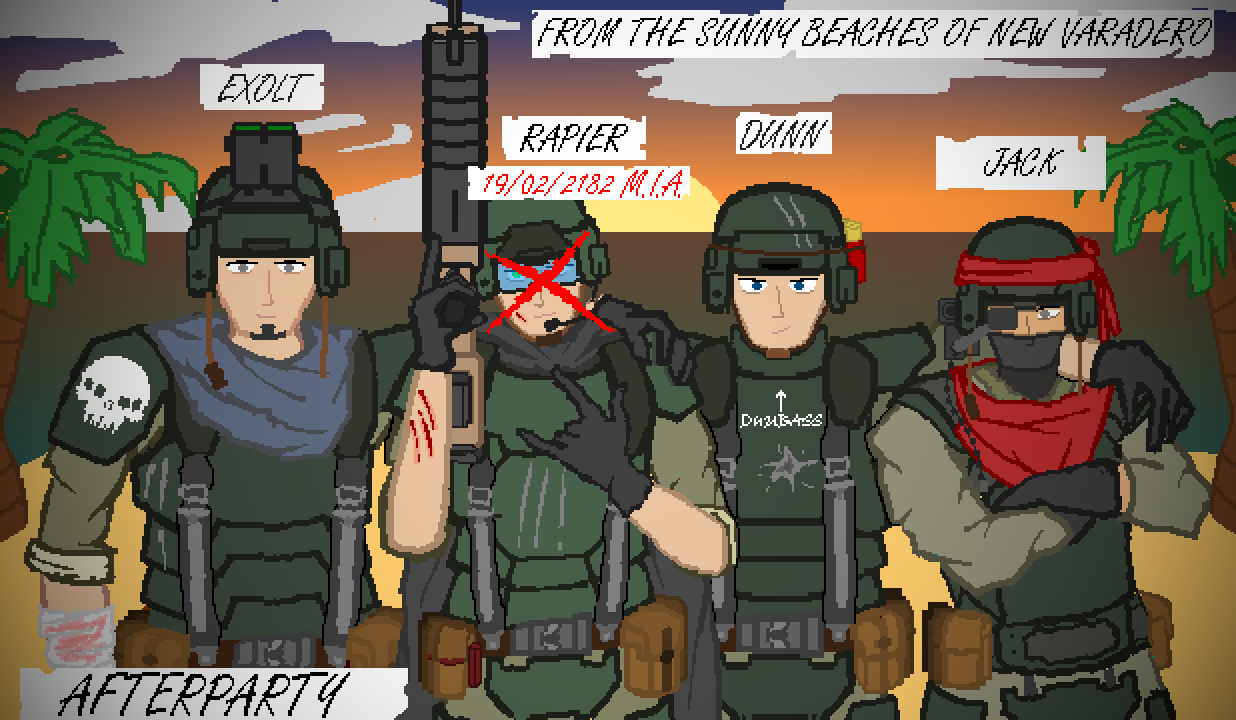 FROM THE SUNNY BEACHES OF NEW VARADERO
EXOLT
RAPIER
19/02/2182 M.I.A.
DUNN
JACK
DUMBASS
AFTERPARTY